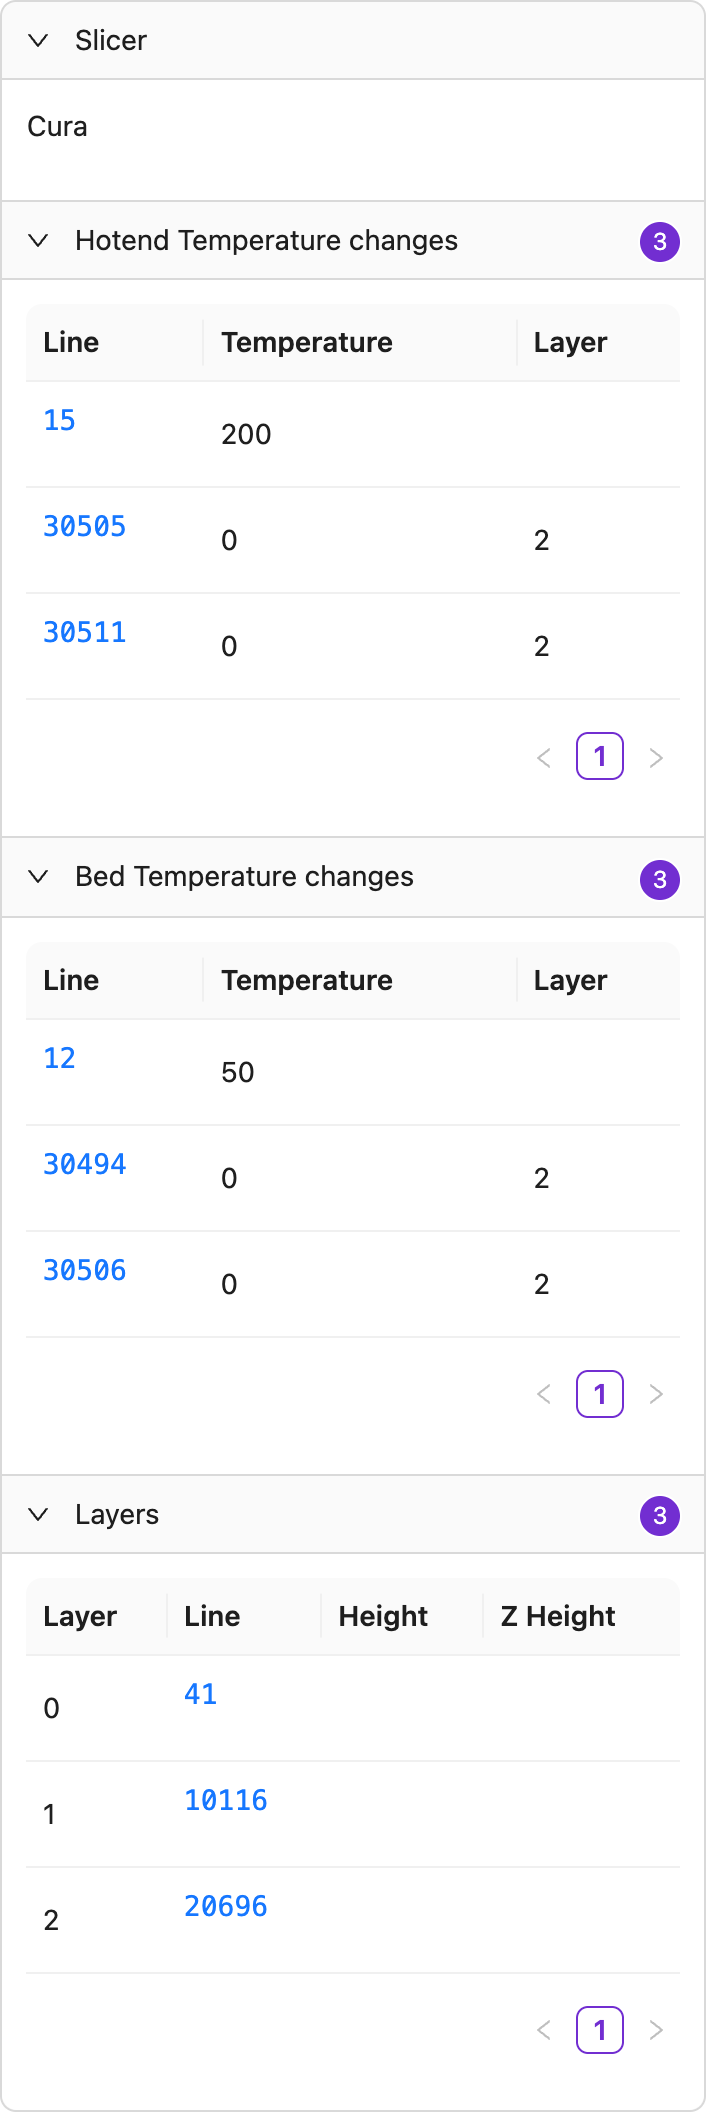 Slicer
Cura
Hotend Temperature changes 3
Line Temperature Layer
15 200
30505 0 2
30511 0 2
< 1 >
Bed Temperature changes 3
Line Temperature Layer
12 50
30494 0 2
30506 0 2
< 1 >
Layers 3
Layer Line Height Z Height
0 41
1 10116
2 20696
< 1 >